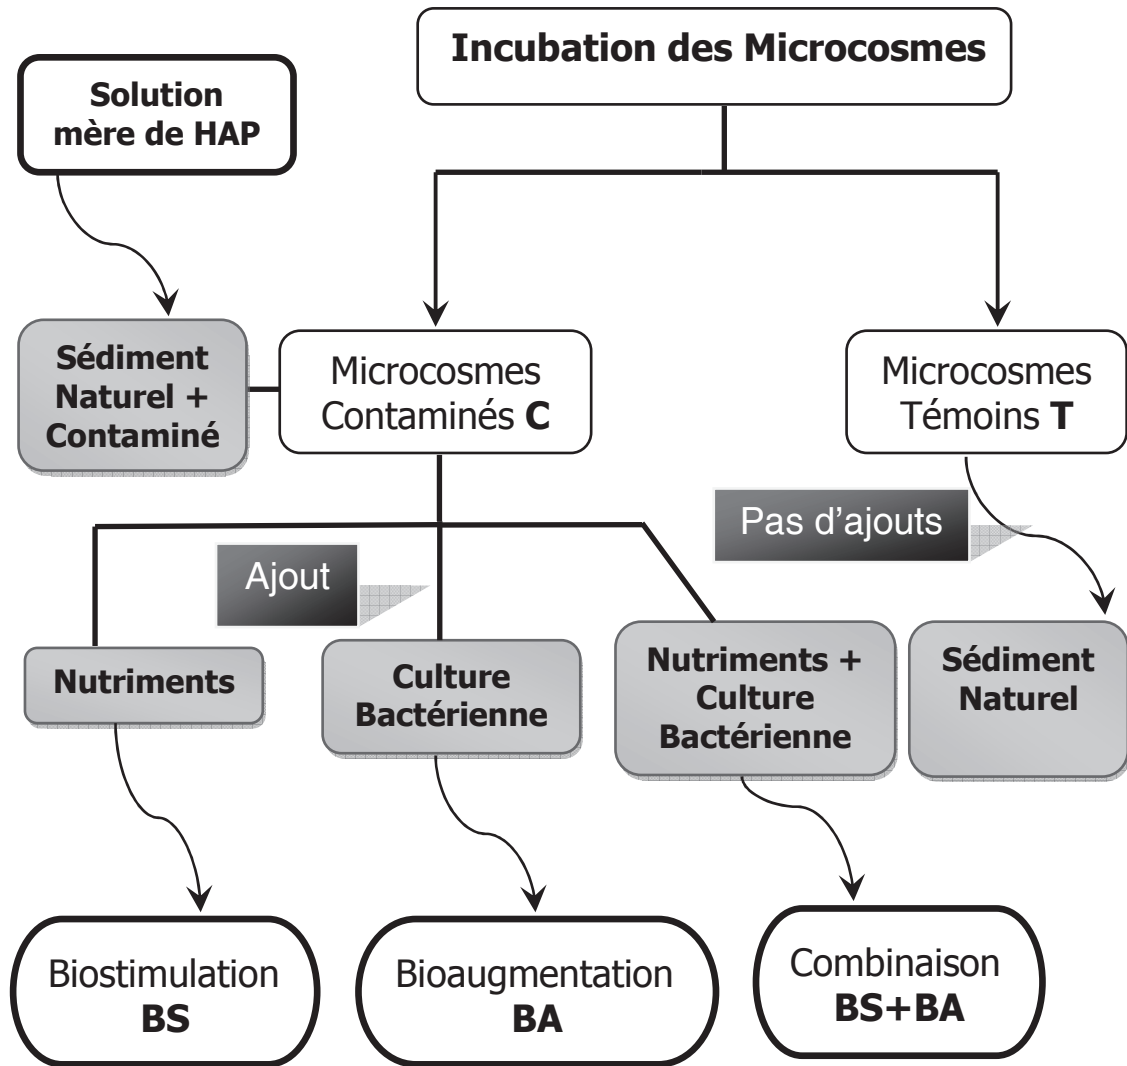 Incubation des Microcosmes
Solution
mère de HAP
Sédiment
Naturel +
Contaminé
Microcosmes
Contaminés C
Microcosmes
Témoins T
Pas d'ajouts
Ajout
Nutriments
Culture
Bactérienne
Nutriments +
Culture
Bactérienne
Sédiment
Naturel
Biostimulation
BS
Bioaugmentation
BA
Combinaison
BS+BA